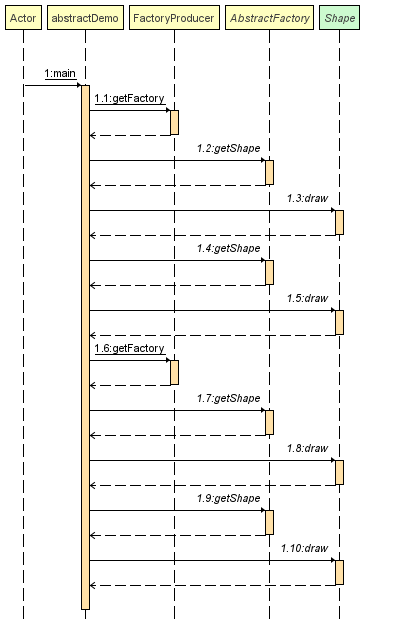 Actor
abstractDemo
FactoryProducer
AbstractFactory
Shape
1:main
1.1:getFactory
1.2:getShape
1.3:draw
1.4:getShape
1.5:draw
1.6:getFactory
1.7:getShape
1.8:draw
1.9:getShape
1.10:draw